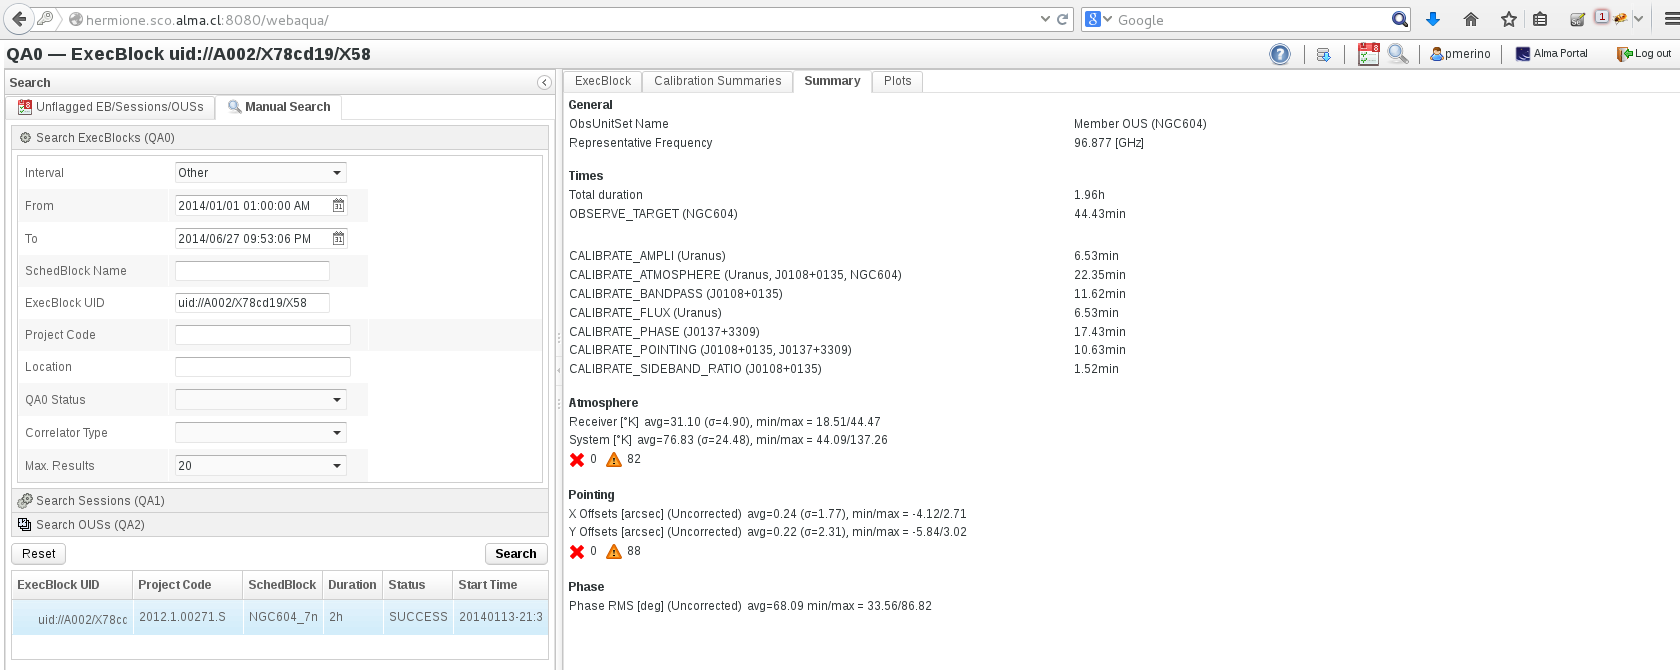 hermione.sco.alma.cl:8080/webaqua/
8 Google
1
QA0 — ExecBlock uid://A002/X78cd19/X58
? 8 pmerino Alma Portal Log out
Search
Unflagged EB/Sessions/OUSs Manual Search
Search ExecBlocks (QA0)
Interval Other
From 2014/01/01 01:00:00 AM 31
To 2014/06/27 09:53:06 PM 31
SchedBlock Name
ExecBlock UID uid://A002/X78cd19/X58
Project Code
Location
QA0 Status
Correlator Type
Max. Results 20
Search Sessions (QA1)
Search OUSs (QA2)
Reset Search
ExecBlock UID Project Code SchedBlock Duration Status Start Time
uid://A002/X78cc 2012.1.00271.S NGC604_7n 2h SUCCESS 20140113-21:3
ExecBlock Calibration Summaries Summary Plots
General
ObsUnitSet Name Member OUS (NGC604)
Representative Frequency 96.877 [GHz]
Times
Total duration 1.96h
OBSERVE_TARGET (NGC604) 44.43min
CALIBRATE_AMPLI (Uranus) 6.53min
CALIBRATE_ATMOSPHERE (Uranus, J0108+0135, NGC604) 22.35min
CALIBRATE_BANDPASS (J0108+0135) 11.62min
CALIBRATE_FLUX (Uranus) 6.53min
CALIBRATE_PHASE (J0137+3309) 17.43min
CALIBRATE_POINTING (J0108+0135, J0137+3309) 10.63min
CALIBRATE_SIDEBAND_RATIO (J0108+0135) 1.52min
Atmosphere
Receiver [°K] avg=31.10 (σ=4.90), min/max = 18.51/44.47
System [°K] avg=76.83 (σ=24.48), min/max = 44.09/137.26
0 82
Pointing
X Offsets [arcsec] (Uncorrected) avg=0.24 (σ=1.77), min/max = -4.12/2.71
Y Offsets [arcsec] (Uncorrected) avg=0.22 (σ=2.31), min/max = -5.84/3.02
0 88
Phase
Phase RMS [deg] (Uncorrected) avg=68.09 min/max = 33.56/86.82